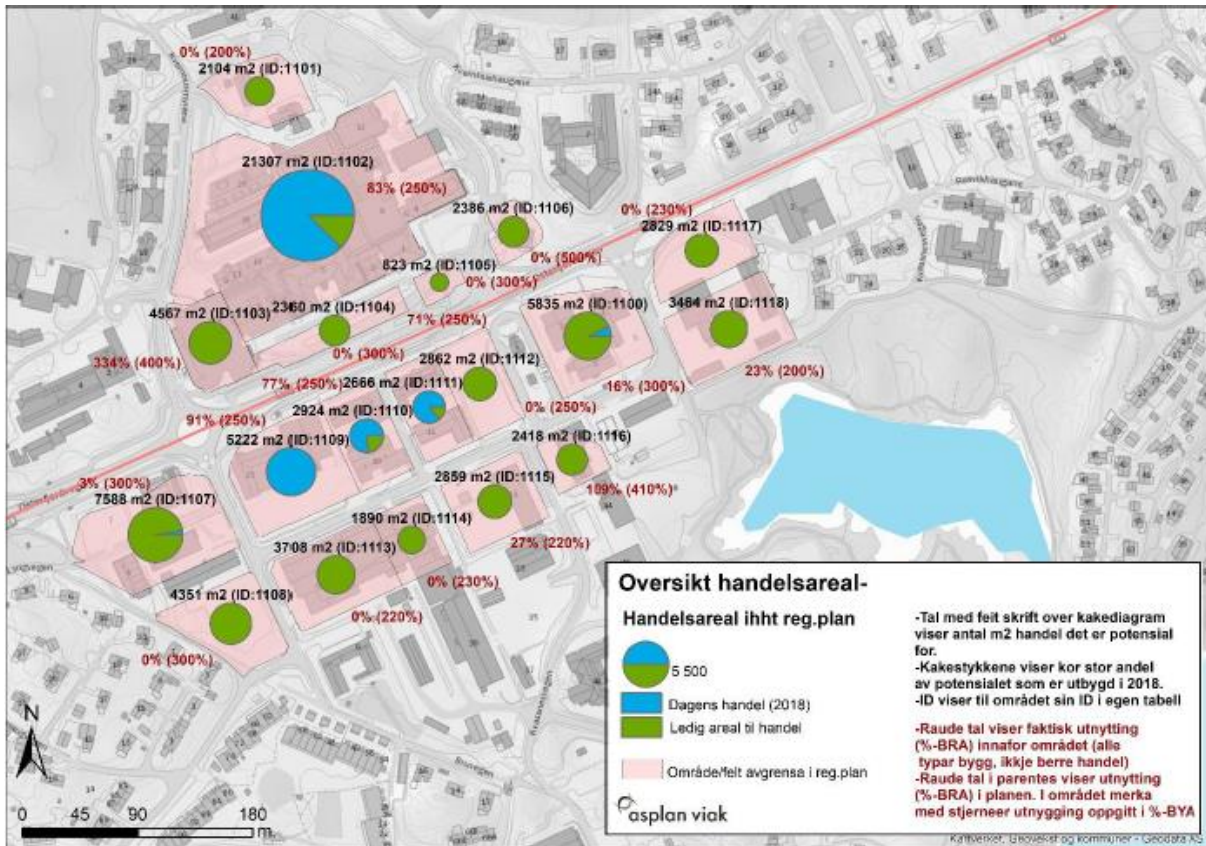 0% (200%)
2104 m2 (ID:1101)
21307 m2 (ID:1102)
83% (250%)
2386 m2 (ID:1106)
0% (500%)
0% (230%)
2829 m2 (ID:1117)
823 m2 (ID:1105)
0% (300%)
4567 m2 (ID:1103)
2360 m2 (ID:1104)
71% (250%)
5835 m2 (ID:1100)
3464 m2 (ID:1118)
334% (400%)
0% (300%)
2862 m2 (ID:1112)
16% (300%)
23% (200%)
77% (250%)
2666 m2 (ID:1111)
0% (250%)
91% (250%)
2924 m2 (ID:1110)
5222 m2 (ID:1109)
2418 m2 (ID:1116)
109% (410%)*
3% (300%)
7588 m2 (ID:1107)
2859 m2 (ID:1115)
27% (220%)
1890 m2 (ID:1114)
0% (230%)
3708 m2 (ID:1113)
0% (220%)
4351 m2 (ID:1108)
0% (300%)
N
0 45 90 180
m
Oversikt handelsareal-
Handelsareal ihht reg.plan
5 500
Dagens handel (2018)
Ledig areal til handel
Område/felt avgrensa i reg.plan
asplan viak
-Tal med feit skrift over kakediagram
viser antal m2 handel det er potensial
for.
-Kakestykkene viser kor stor andel
av potensialet som er utbygd i 2018.
-ID viser til området sin ID i egen tabell
-Raude tal viser faktisk utnytting
(%-BRA) innafor området (alle
typar bygg, ikkje berre handel)
-Raude tal i parentes viser utnytting
(%-BRA) i planen. I området merka
med stjerneer utnygging oppgitt i %-BYA
Kartverket, Geovekst og kommuner - Geodata AS